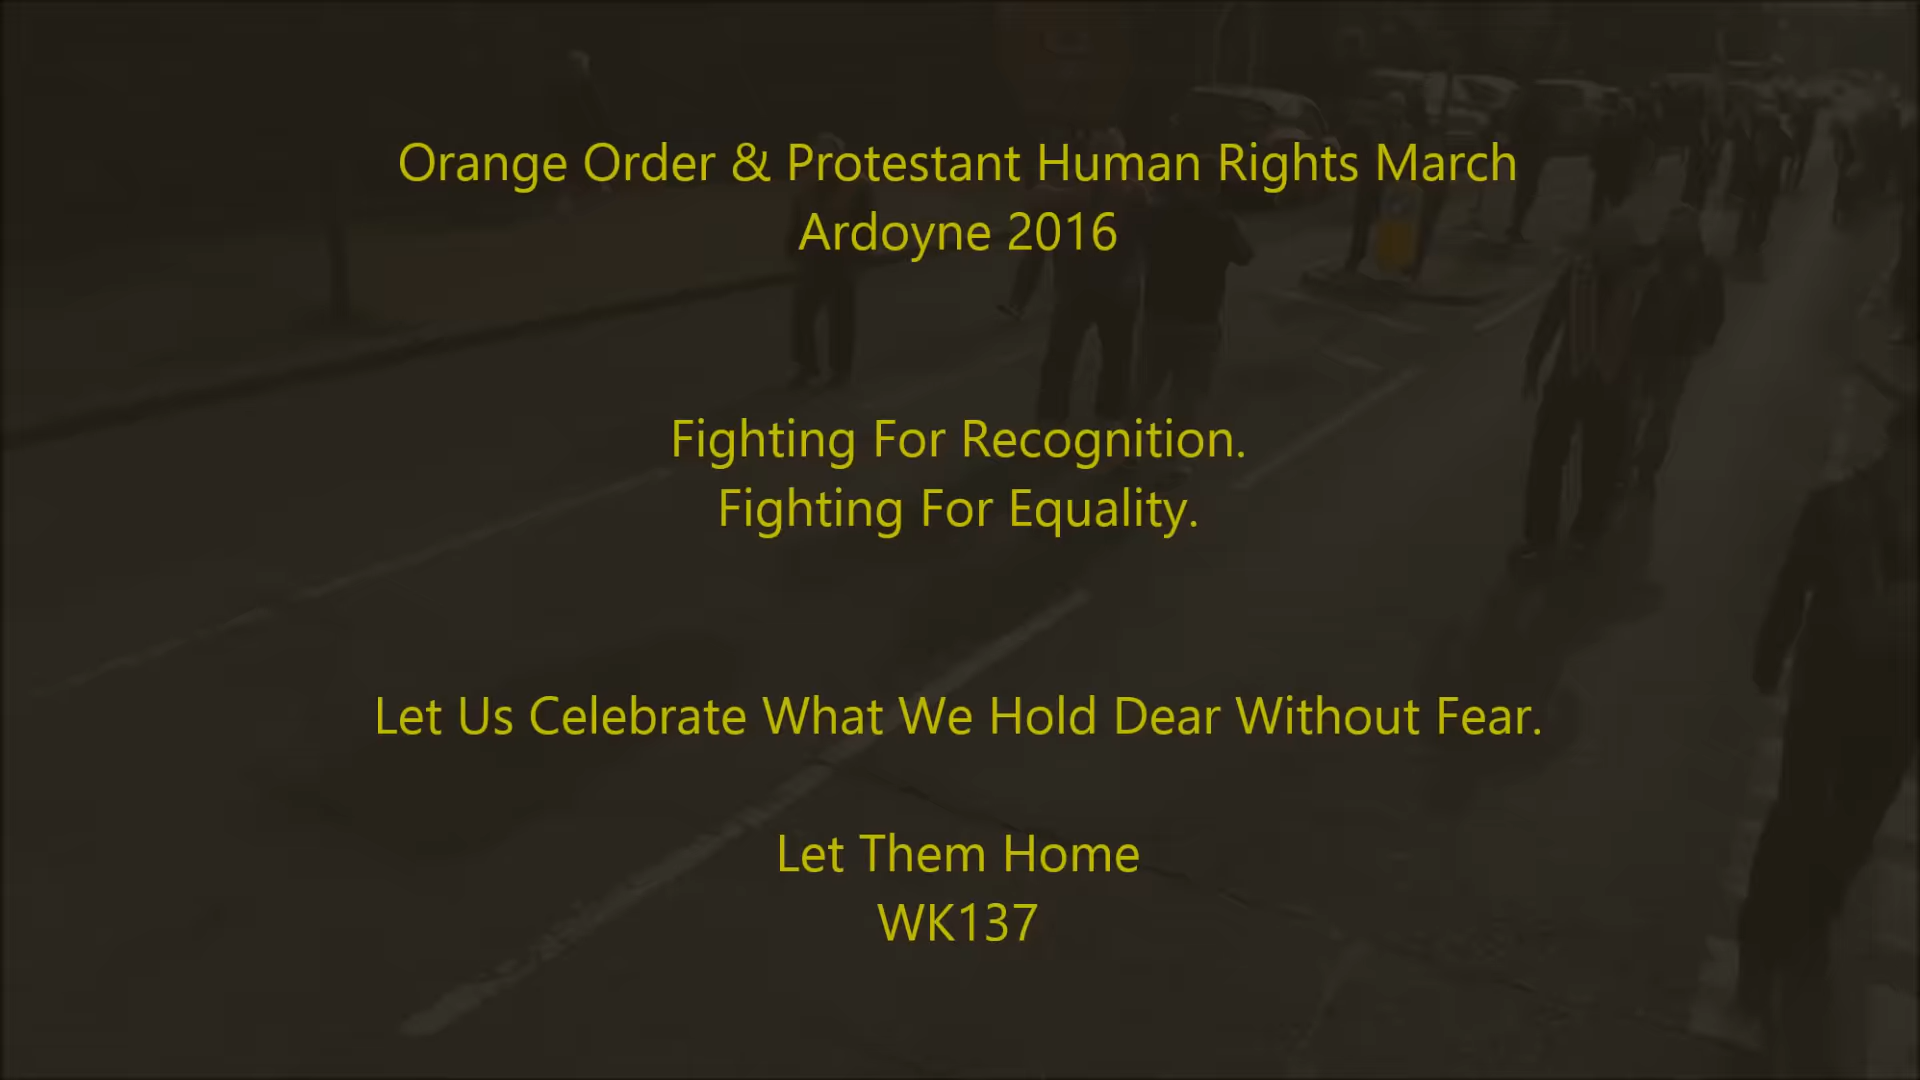 Orange Order & Protestant Human Rights March
Ardoyne 2016
Fighting For Recognition.
Fighting For Equality.
Let Us Celebrate What We Hold Dear Without Fear.
Let Them Home
WK137